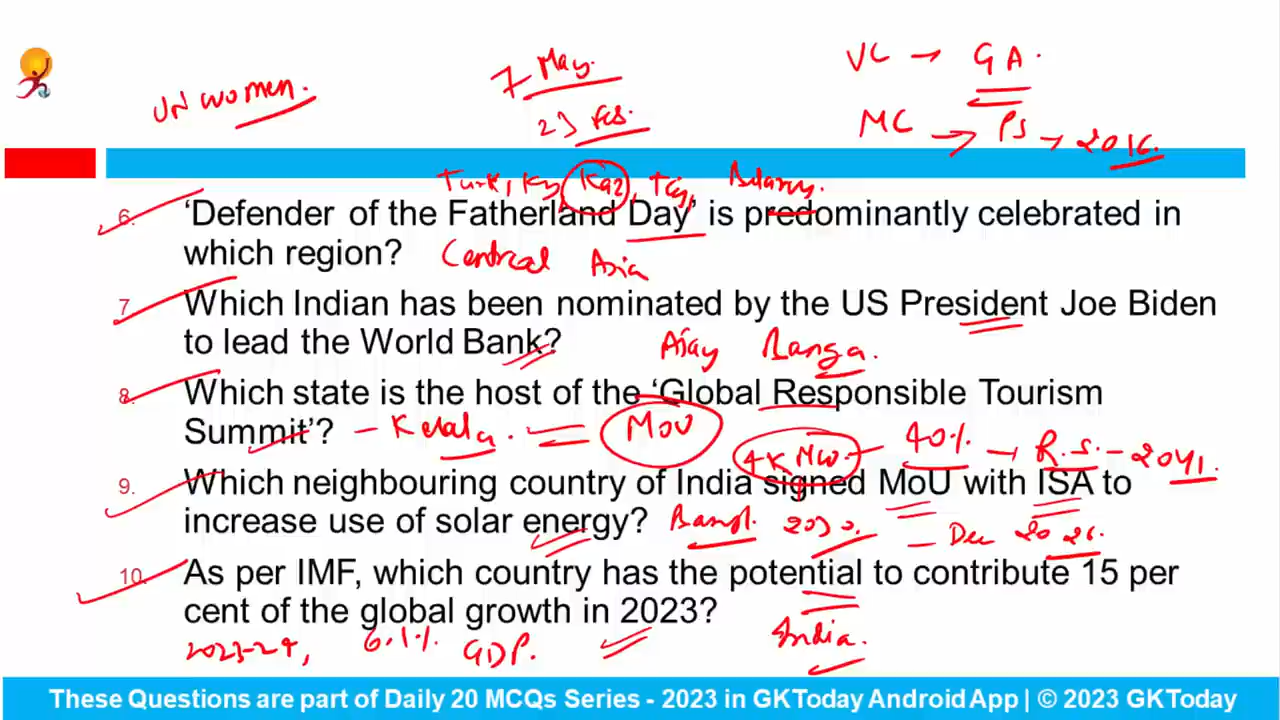 UN women.
7 May.
23 Feb.
VC → GA.
MC → PS → 2016.
Turk, Ky, Kaz, Taj, Belarus.
6. ‘Defender of the Fatherland Day’ is predominantly celebrated in
which region? Central Asia
7 Which Indian has been nominated by the US President Joe Biden
to lead the World Bank? Ajay Banga.
8. Which state is the host of the ‘Global Responsible Tourism
Summit’? – Kerala. MOU
4K MW – 40% → R.S. – 2041.
9. Which neighbouring country of India signed MoU with ISA to
increase use of solar energy? Bangl. 2030. – Dec 2026.
10. As per IMF, which country has the potential to contribute 15 per
cent of the global growth in 2023? India.
2023-24, 6.1% GDP.
These Questions are part of Daily 20 MCQs Series - 2023 in GKToday Android App | © 2023 GKToday